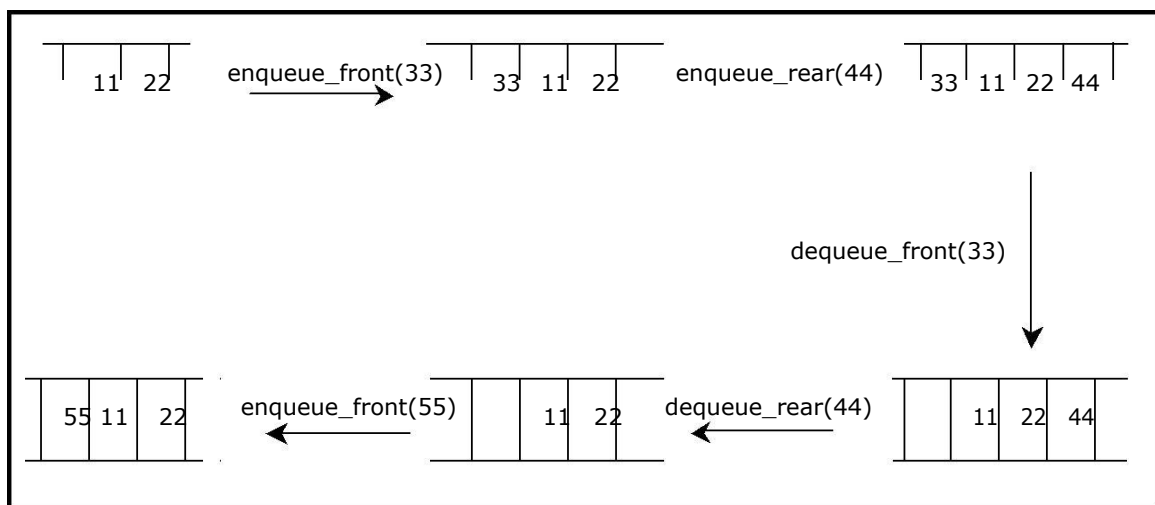 11 22 enqueue_front(33) 33 11 22 enqueue_rear(44) 33 11 22 44
dequeue_front(33)
55 11 22 enqueue_front(55) 11 22 dequeue_rear(44) 11 22 44